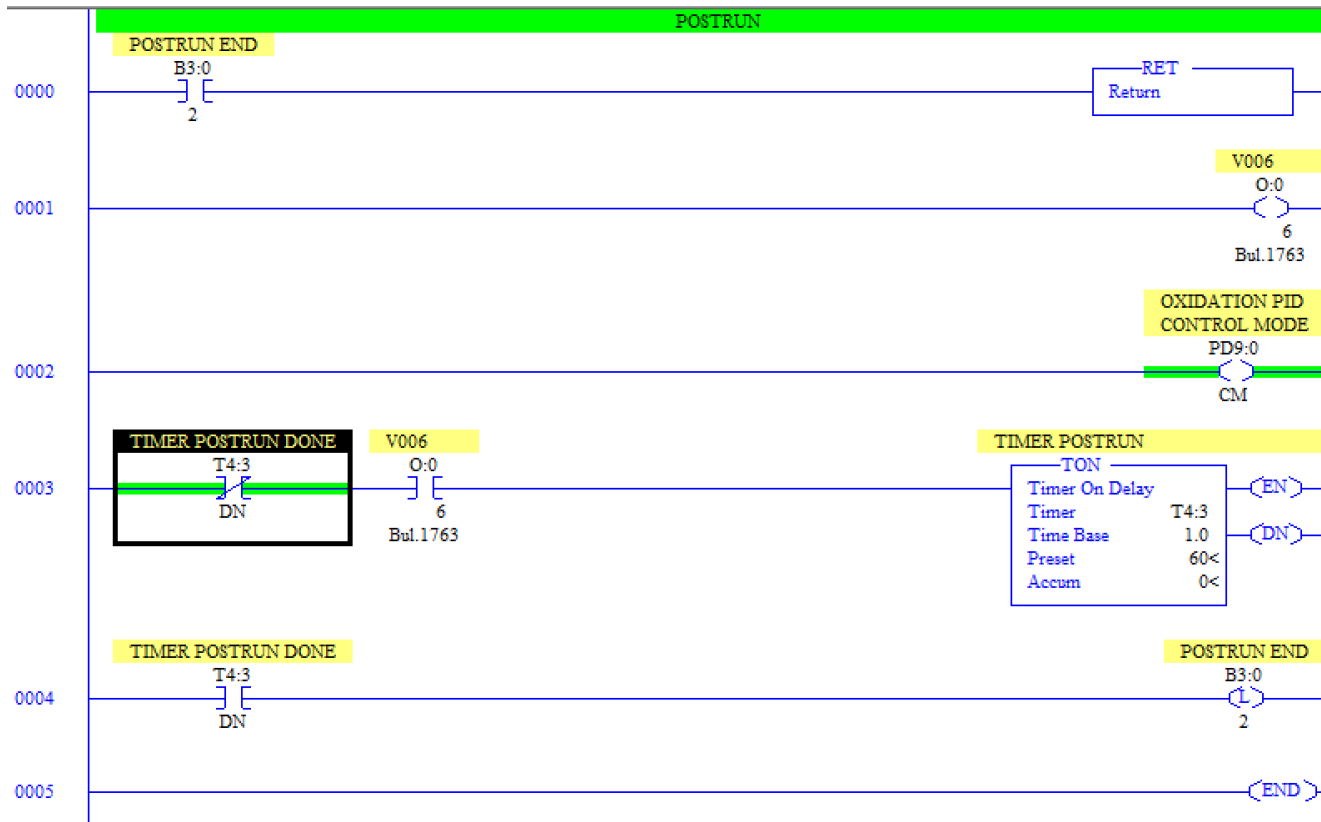 POSTRUN
POSTRUN END
B3:0
0000
RET
Return
2
V006
O:0
0001
6
Bul.1763
OXIDATION PID
CONTROL MODE
PD9:0
0002
CM
TIMER POSTRUN DONE V006 TIMER POSTRUN
T4:3 O:0 TON
0003 Timer On Delay EN
DN 6 Timer T4:3
Bul.1763 Time Base 1.0 DN
Preset 60<
Accum 0<
TIMER POSTRUN DONE POSTRUN END
T4:3 B3:0
0004 L
DN 2
0005 END